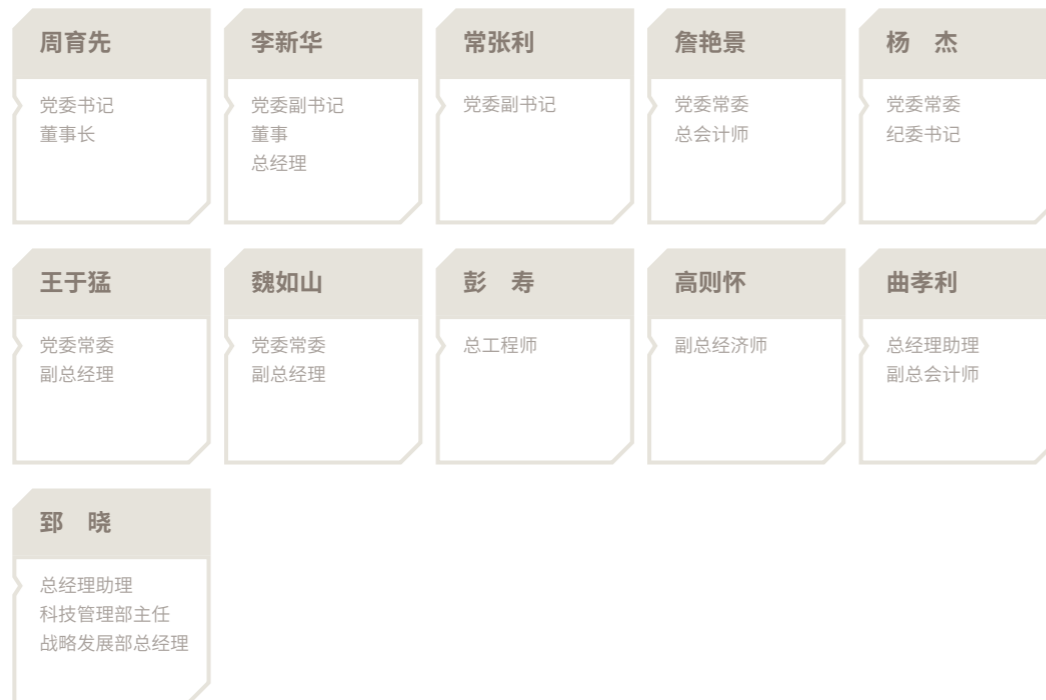 周育先
党委书记
董事长
李新华
党委副书记
董事
总经理
常张利
党委副书记
詹艳景
党委常委
总会计师
杨　杰
党委常委
纪委书记
王于猛
党委常委
副总经理
魏如山
党委常委
副总经理
彭　寿
总工程师
高则怀
副总经济师
曲孝利
总经理助理
副总会计师
郅　晓
总经理助理
科技管理部主任
战略发展部总经理